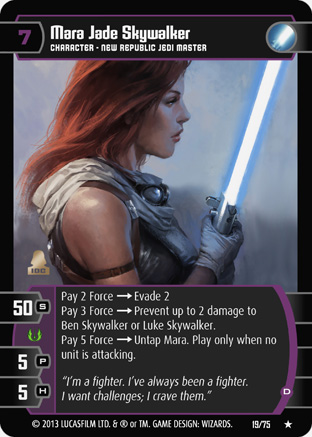 7 Mara Jade Skywalker
CHARACTER - NEW REPUBLIC JEDI MASTER
IDC
50 S
Pay 2 Force → Evade 2
Pay 3 Force → Prevent up to 2 damage to
Ben Skywalker or Luke Skywalker.
5 P
Pay 5 Force → Untap Mara. Play only when no
unit is attacking.
5 H
"I'm a fighter. I've always been a fighter.
I want challenges; I crave them."
D
© 2013 LUCASFILM LTD. & ® or TM. GAME DESIGN: WIZARDS. 19/75 ★